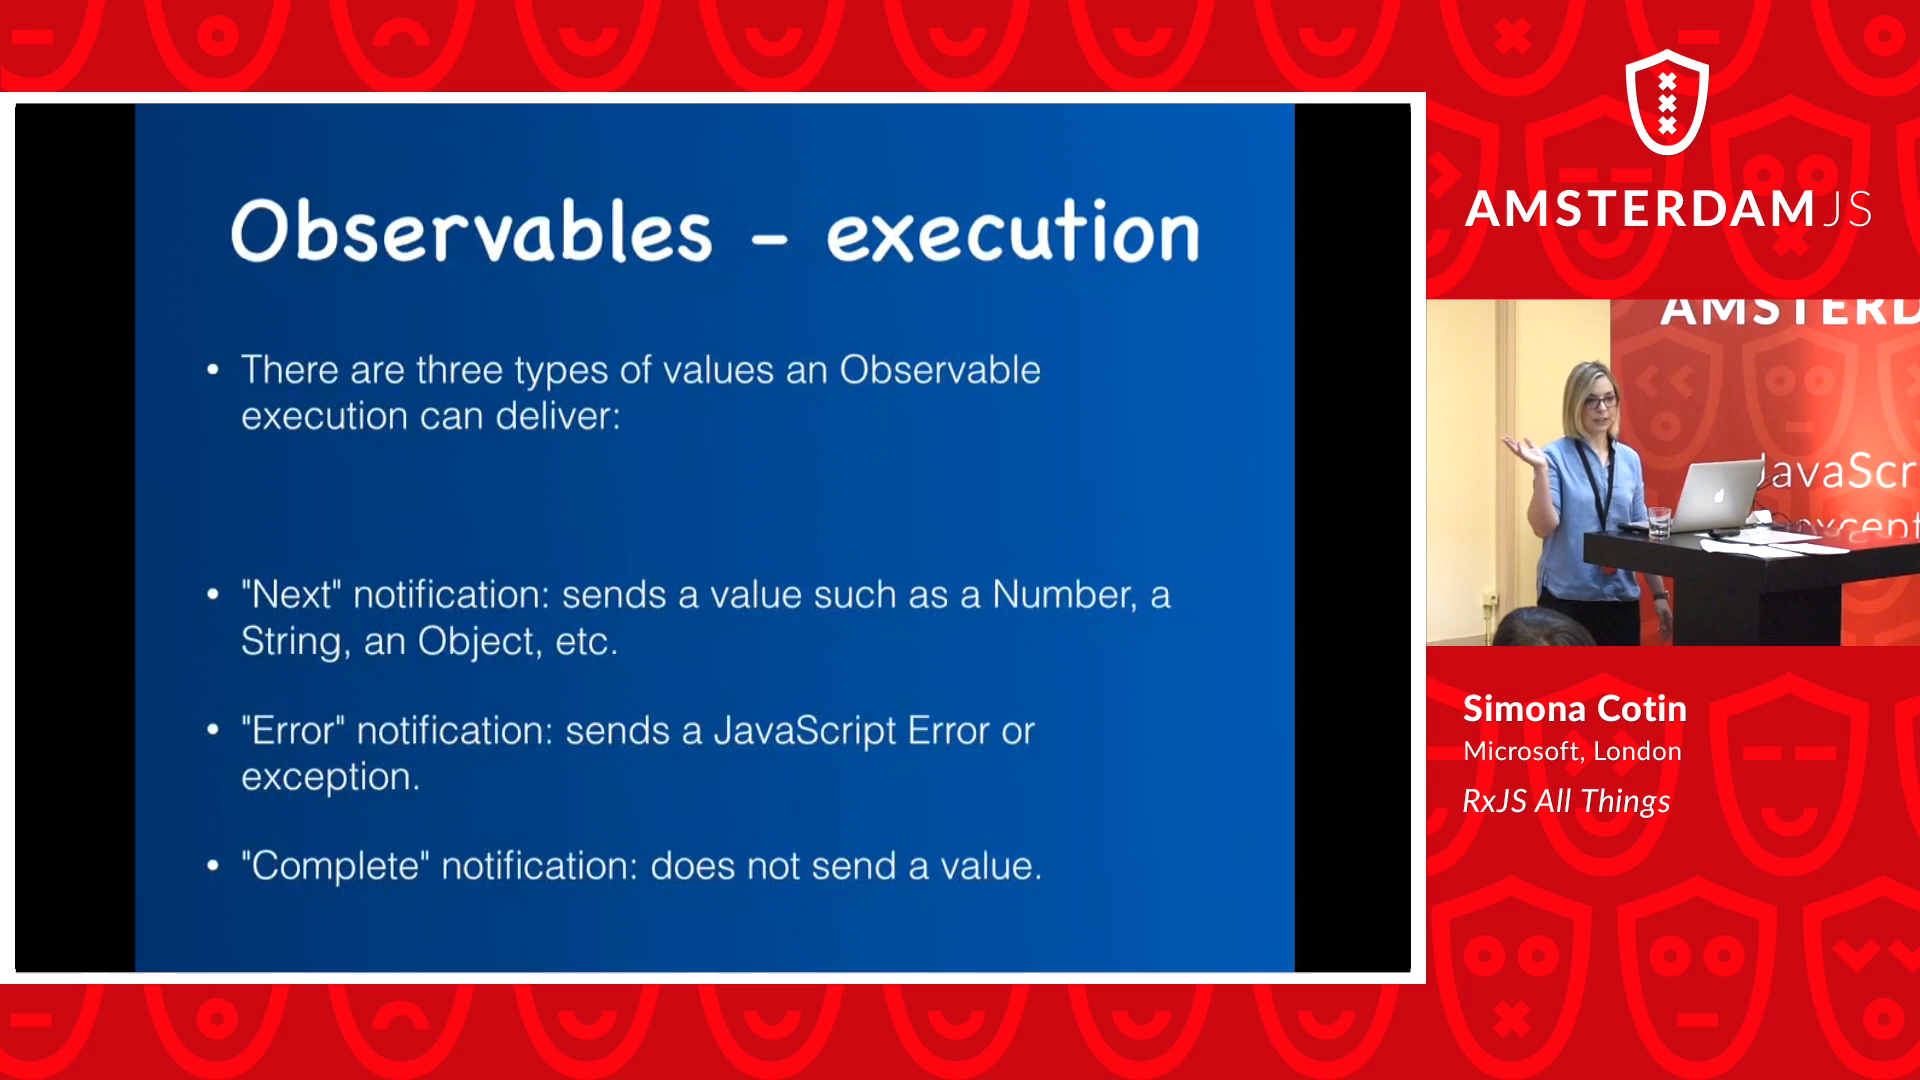 Observables – execution
• There are three types of values an Observable
execution can deliver:
• "Next" notification: sends a value such as a Number, a
String, an Object, etc.
• "Error" notification: sends a JavaScript Error or
exception.
• "Complete" notification: does not send a value.
AMSTERDAMJS
AMSTERD
JavaScr
except
Simona Cotin
Microsoft, London
RxJS All Things